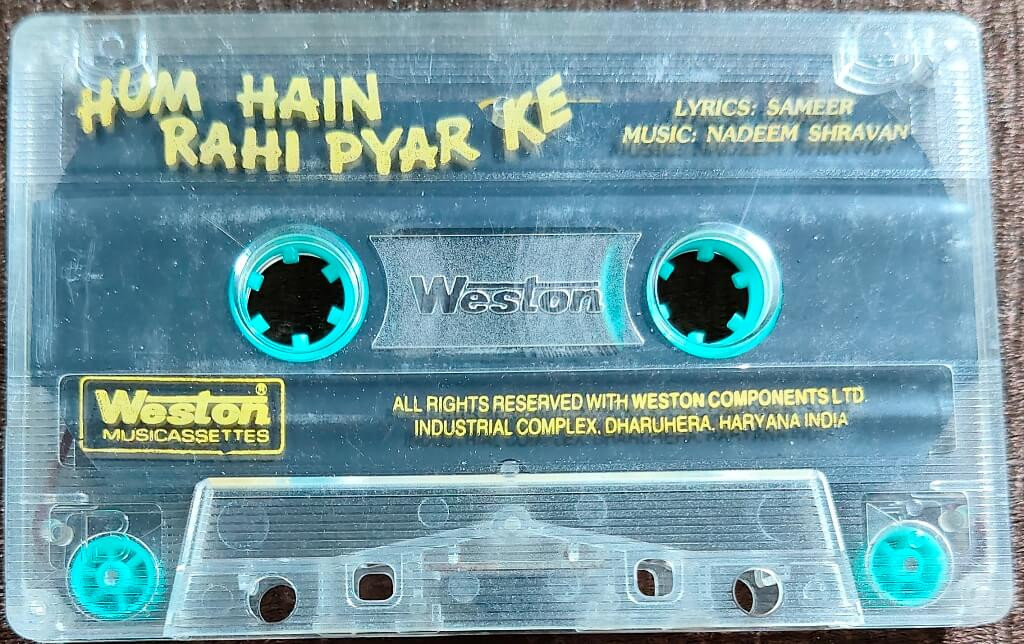 HUM HAIN
RAHI PYAR KE
LYRICS: SAMEER
MUSIC: NADEEM SHRAVAN
Weston
Weston®
MUSICASSETTES
ALL RIGHTS RESERVED WITH WESTON COMPONENTS LTD.
INDUSTRIAL COMPLEX, DHARUHERA, HARYANA INDIA